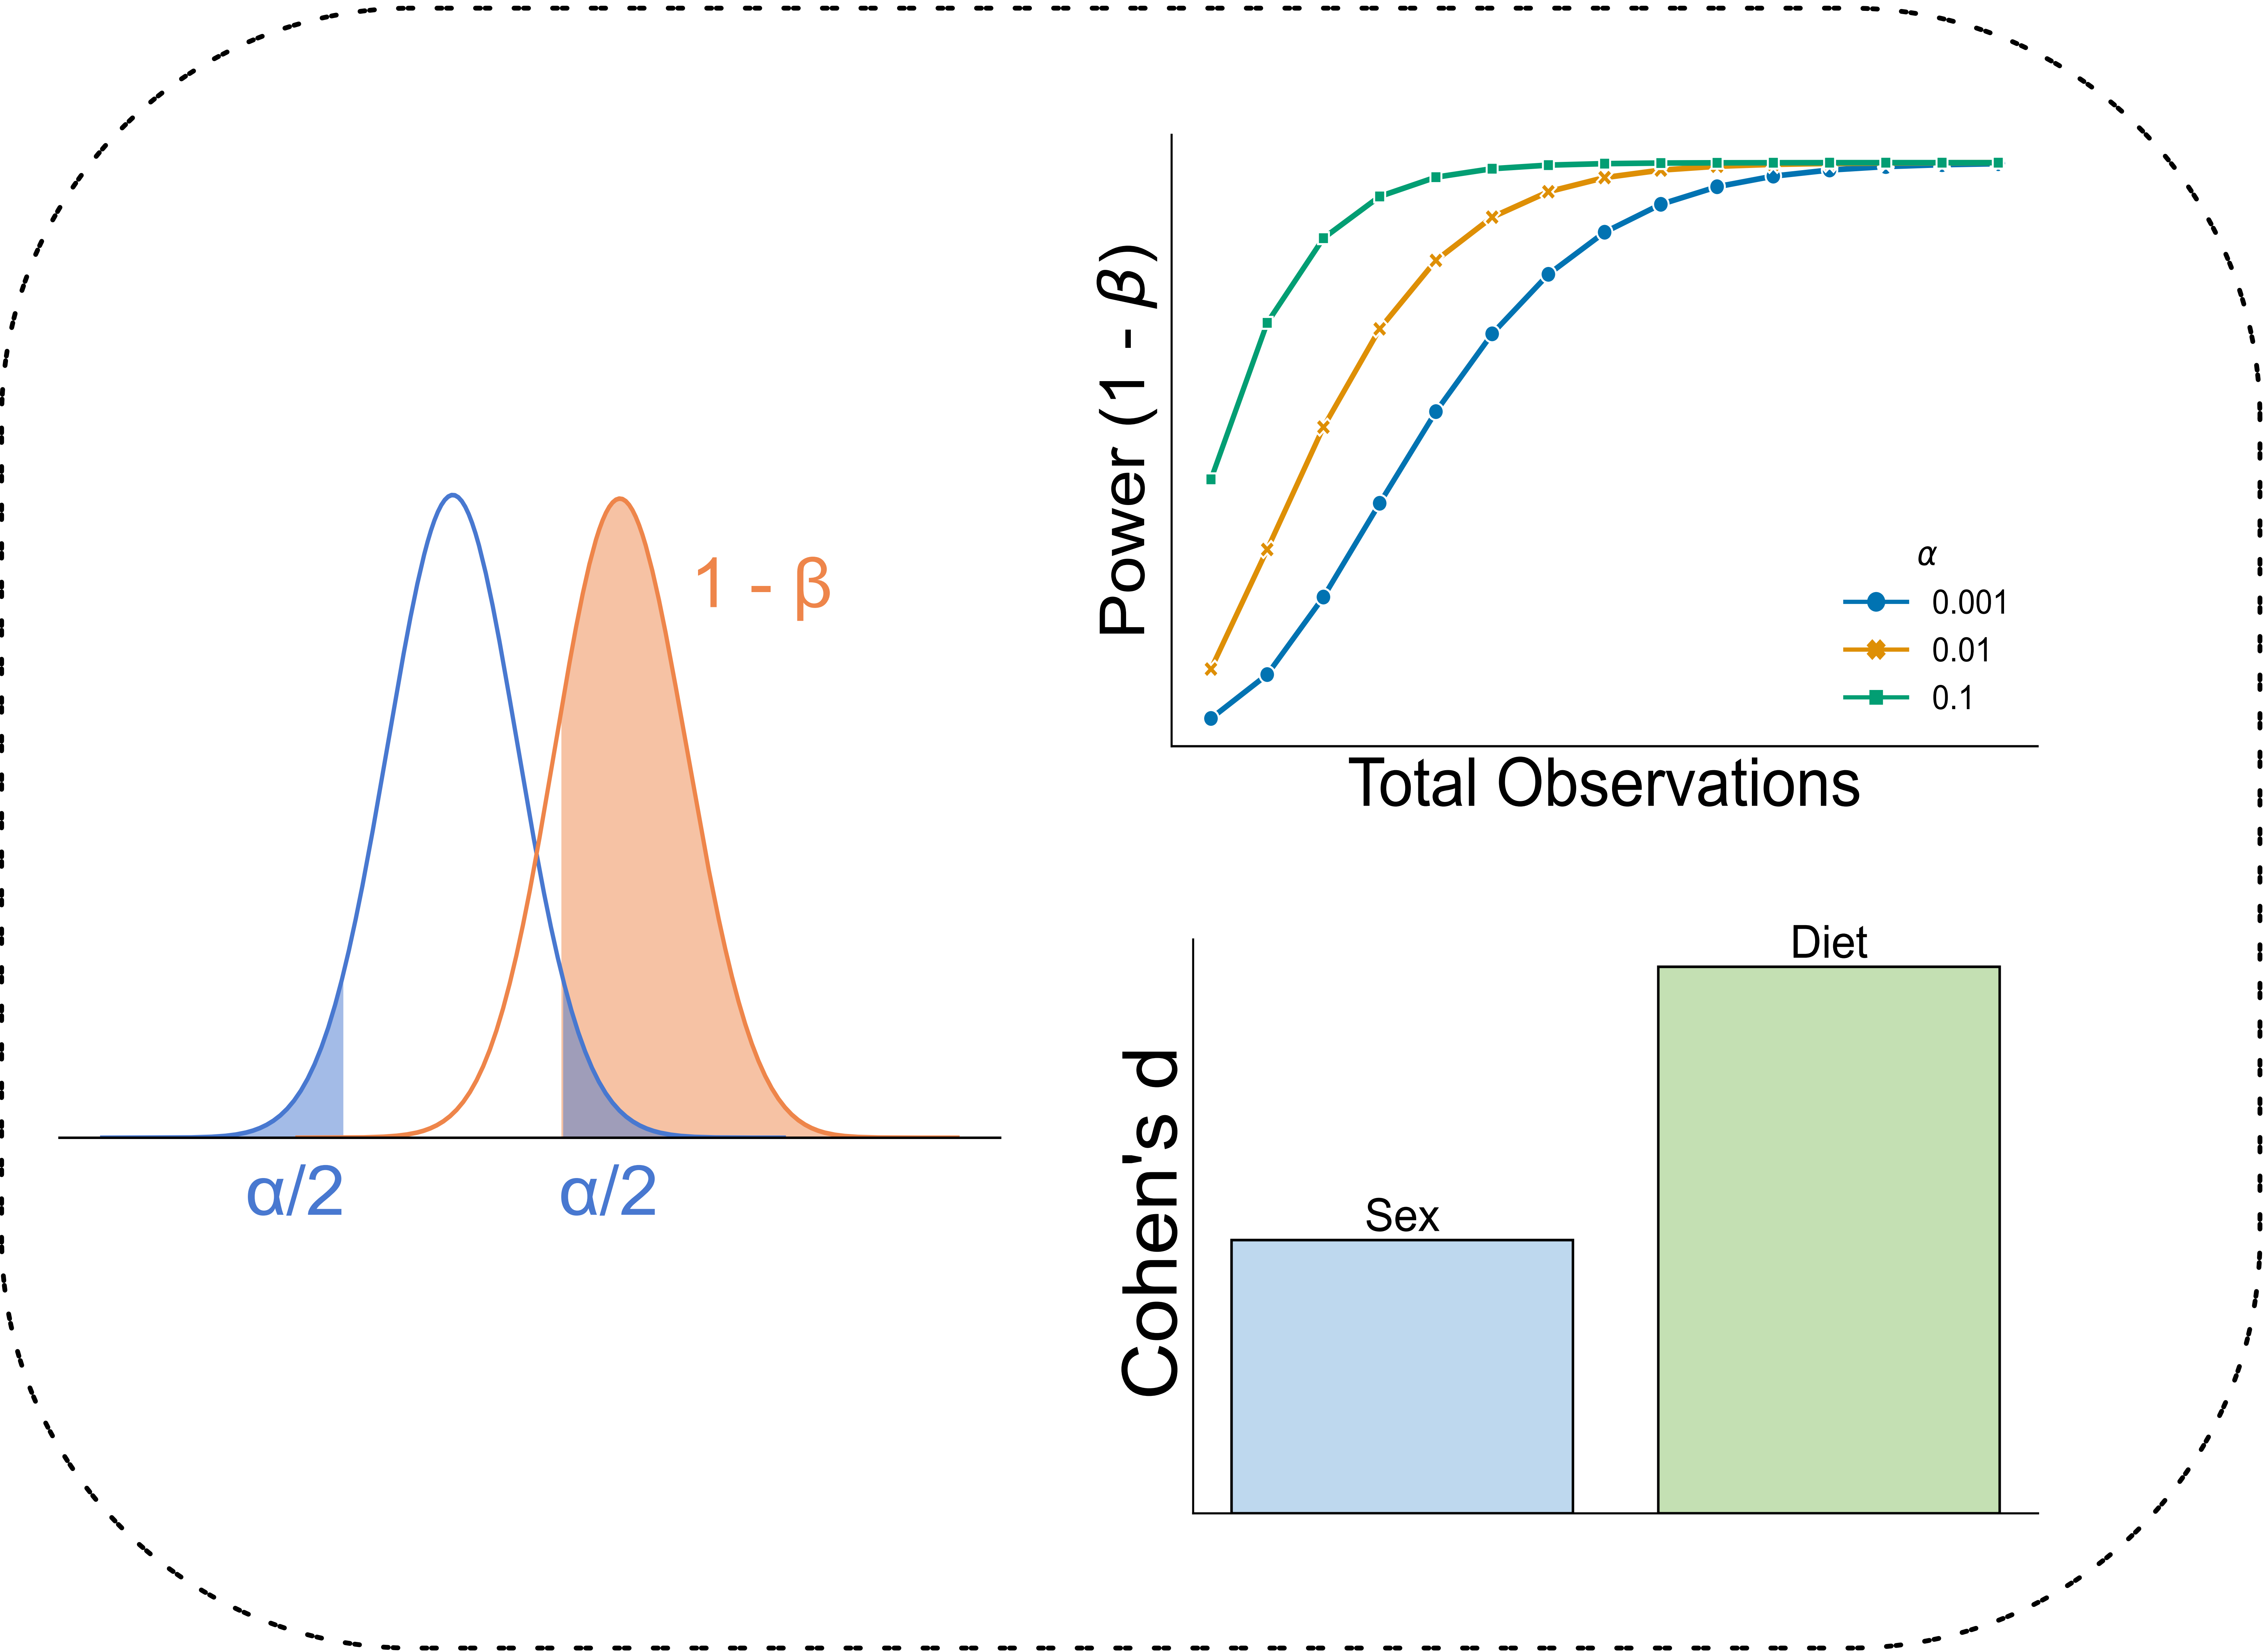 1 - β
α/2
α/2
Power (1 - β)
α
0.001
0.01
0.1
Total Observations
Cohen's d
Sex
Diet